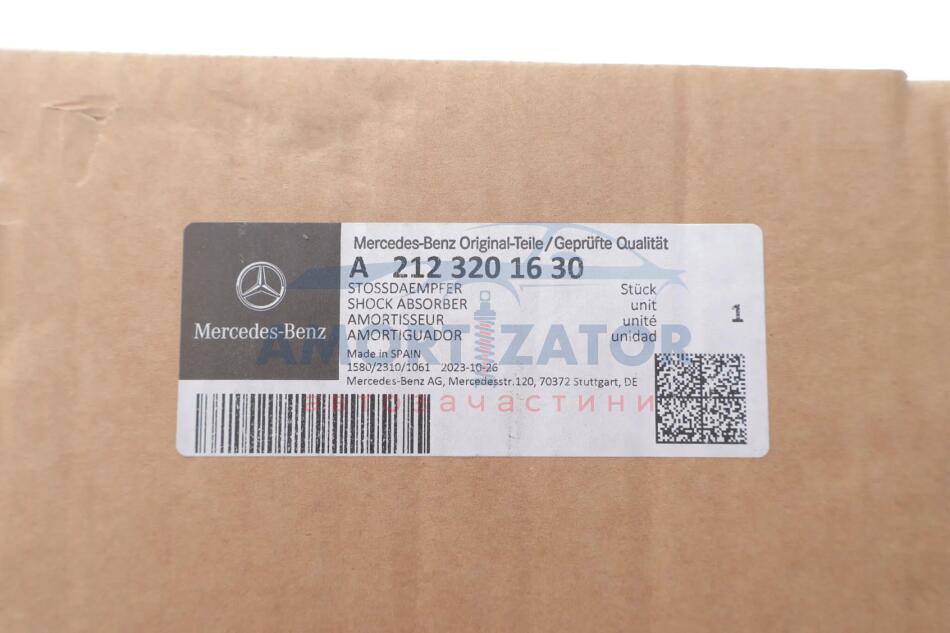 Mercedes-Benz Original-Teile/Geprüfte Qualität
A 212 320 16 30
STOSSDAEMPFER Stück
SHOCK ABSORBER unit
AMORTISSEUR unité
AMORTIGUADOR unidad
1
Made in SPAIN
1580/2310/1061 2023-10-26
Mercedes-Benz AG, Mercedesstr.120, 70372 Stuttgart, DE
Mercedes-Benz
AMORTIZATOR
автозапчастини